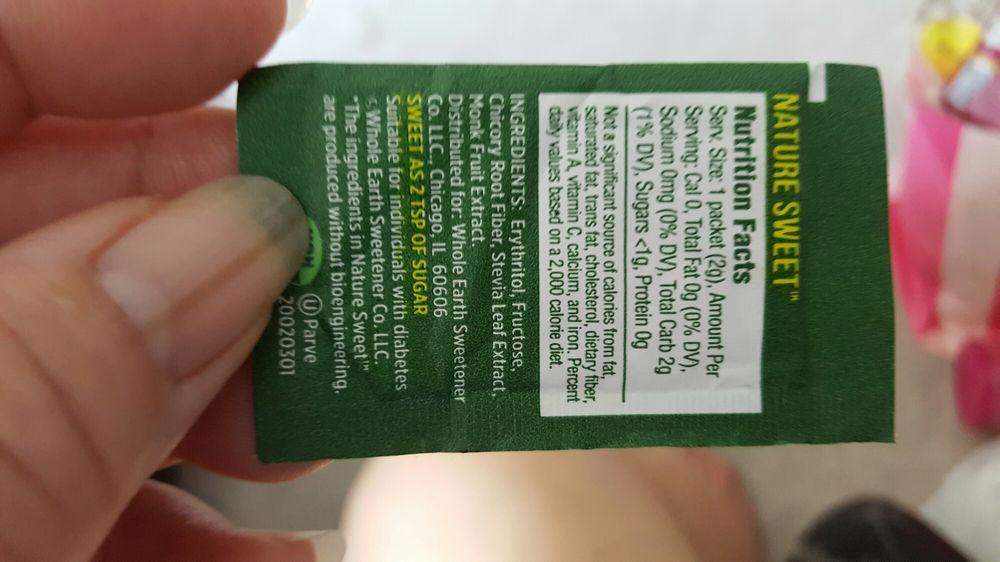 NATURE SWEET™
Nutrition Facts
Serv. Size: 1 packet (2g), Amount Per
Serving: Cal 0, Total Fat 0g (0% DV),
Sodium 0mg (0% DV), Total Carb 2g
(1% DV), Sugars <1g, Protein 0g
Not a significant source of calories from fat,
saturated fat, trans fat, cholesterol, dietary fiber,
vitamin A, vitamin C, calcium, and iron. Percent
daily values based on a 2,000 calorie diet.
INGREDIENTS: Erythritol, Fructose,
Chicory Root Fiber, Stevia Leaf Extract,
Monk Fruit Extract.
Distributed for: Whole Earth Sweetener
Co. LLC., Chicago, IL 60606
SWEET AS 2 TSP OF SUGAR
Suitable for individuals with diabetes
©Whole Earth Sweetener Co. LLC.
*The ingredients in Nature Sweet™
are produced without bioengineering.
Ⓤ Parve
20020301